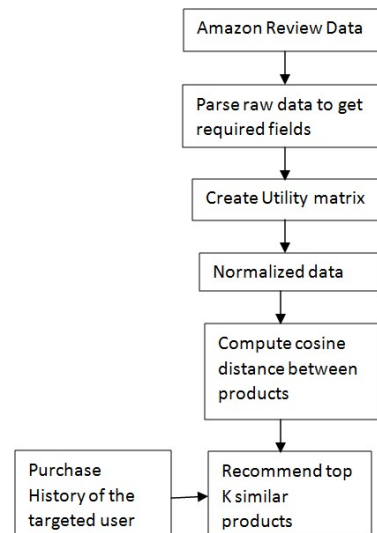 Amazon Review Data
Parse raw data to get
required fields
Create Utility matrix
Normalized data
Compute cosine
distance between
products
Purchase
History of the
targeted user
Recommend top
K similar
products